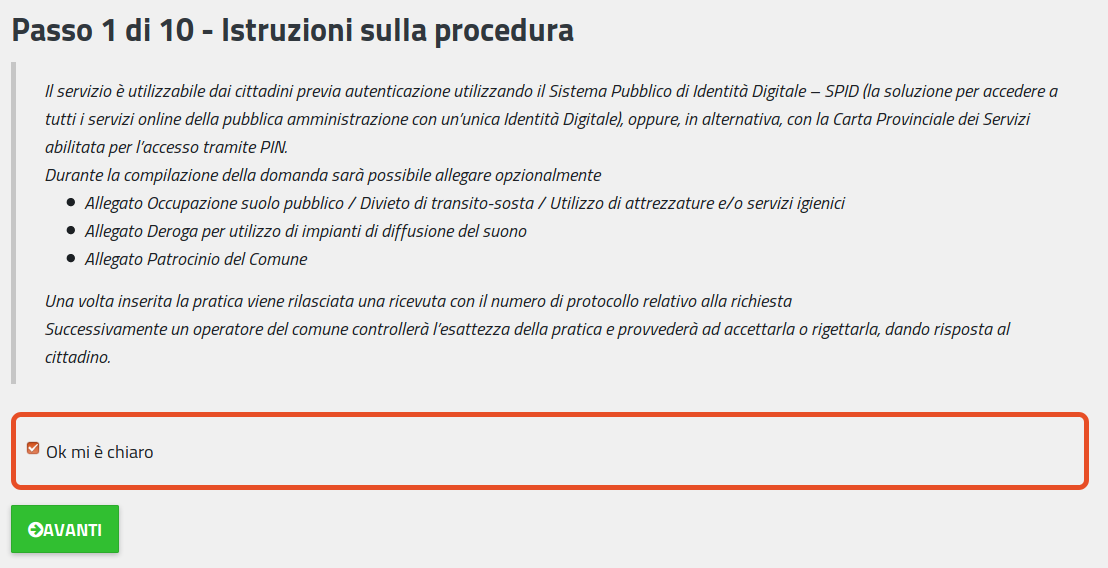 Passo 1 di 10 - Istruzioni sulla procedura
Il servizio è utilizzabile dai cittadini previa autenticazione utilizzando il Sistema Pubblico di Identità Digitale – SPID (la soluzione per accedere a
tutti i servizi online della pubblica amministrazione con un'unica Identità Digitale), oppure, in alternativa, con la Carta Provinciale dei Servizi
abilitata per l'accesso tramite PIN.
Durante la compilazione della domanda sarà possibile allegare opzionalmente
• Allegato Occupazione suolo pubblico / Divieto di transito-sosta / Utilizzo di attrezzature e/o servizi igienici
• Allegato Deroga per utilizzo di impianti di diffusione del suono
• Allegato Patrocinio del Comune
Una volta inserita la pratica viene rilasciata una ricevuta con il numero di protocollo relativo alla richiesta
Successivamente un operatore del comune controllerà l'esattezza della pratica e provvederà ad accettarla o rigettarla, dando risposta al
cittadino.
Ok mi è chiaro
AVANTI